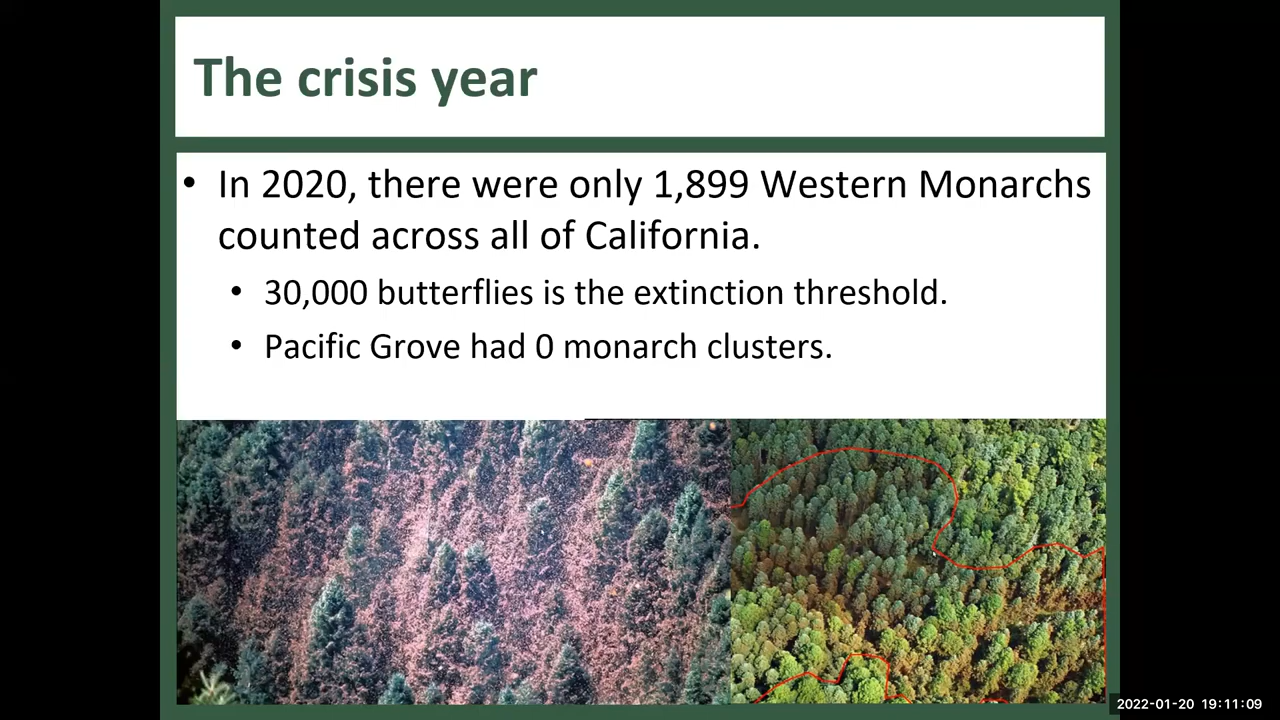 The crisis year
• In 2020, there were only 1,899 Western Monarchs
counted across all of California.
• 30,000 butterflies is the extinction threshold.
• Pacific Grove had 0 monarch clusters.
2022-01-20 19:11:09